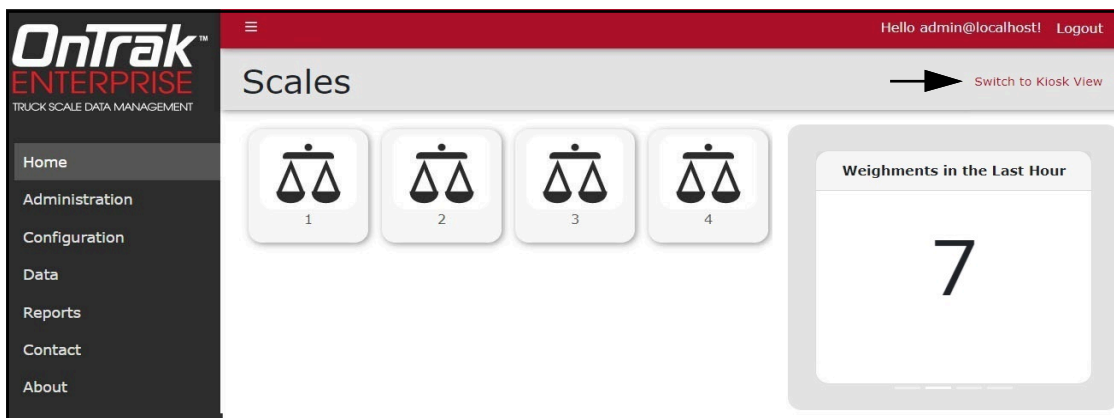 OnTrak™
ENTERPRISE
TRUCK SCALE DATA MANAGEMENT
Home
Administration
Configuration
Data
Reports
Contact
About
Hello admin@localhost! Logout
Scales
Switch to Kiosk View
1 2 3 4
Weighments in the Last Hour
7